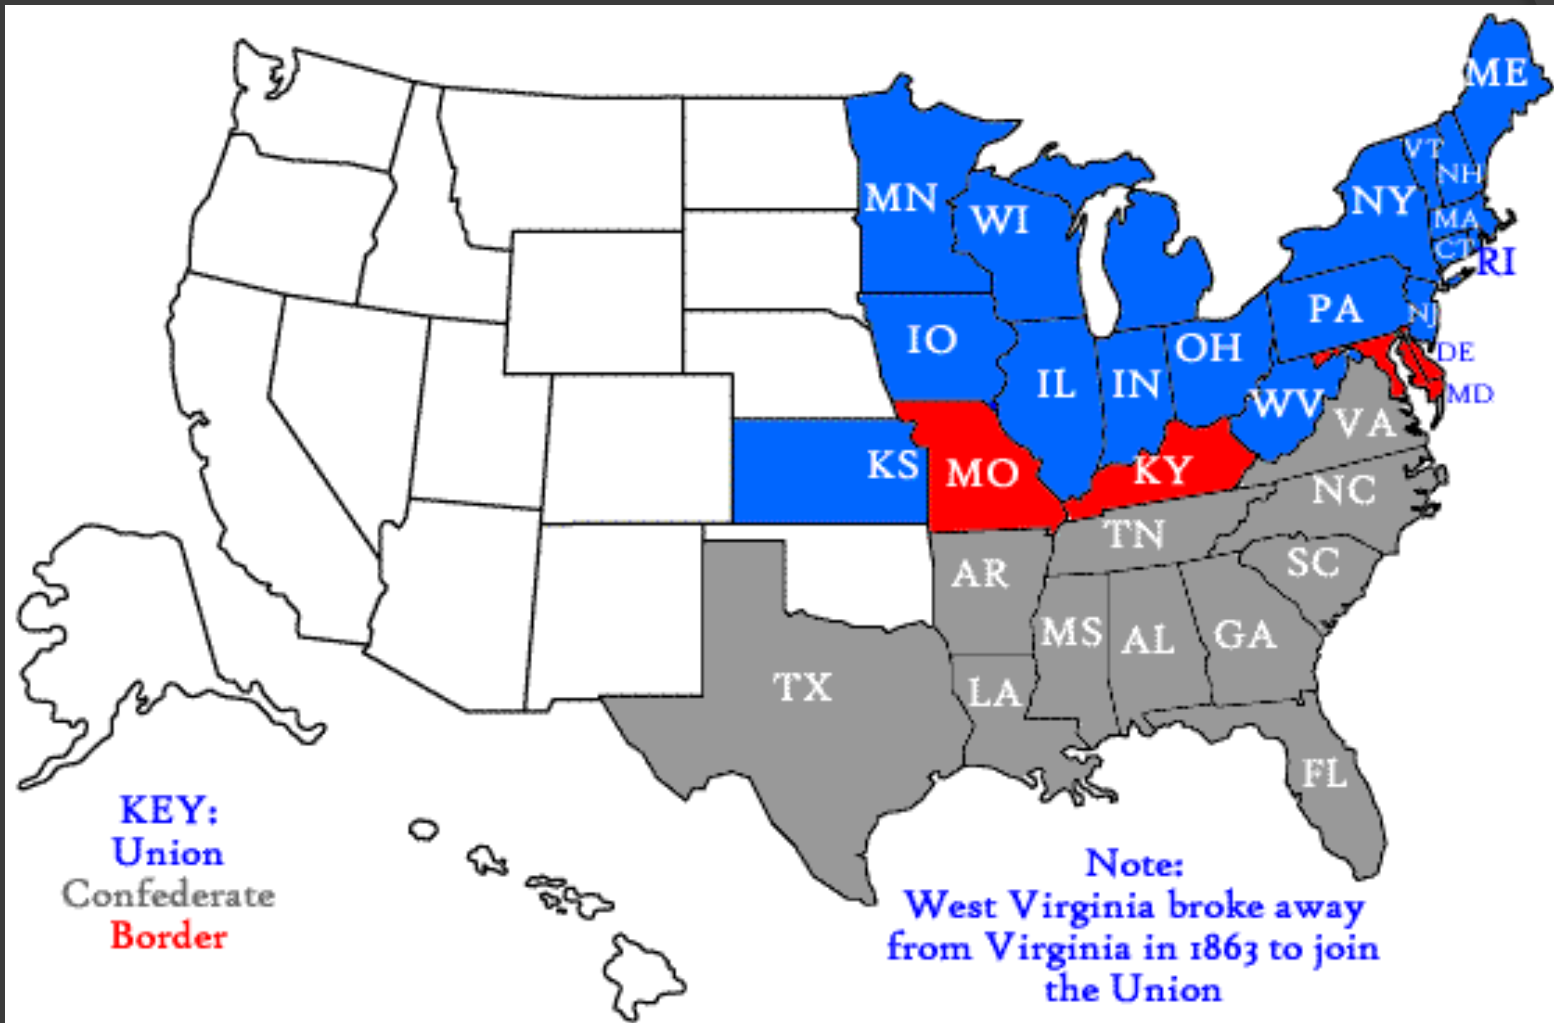 ME
VT
NH
MN
WI
NY
MA
CT
RI
PA
NJ
IO
OH
DE
IL
IN
MD
WV
VA
KS
MO
KY
NC
TN
SC
AR
MS
AL
GA
TX
LA
FL
KEY:
Union
Confederate
Border
Note:
West Virginia broke away
from Virginia in 1863 to join
the Union